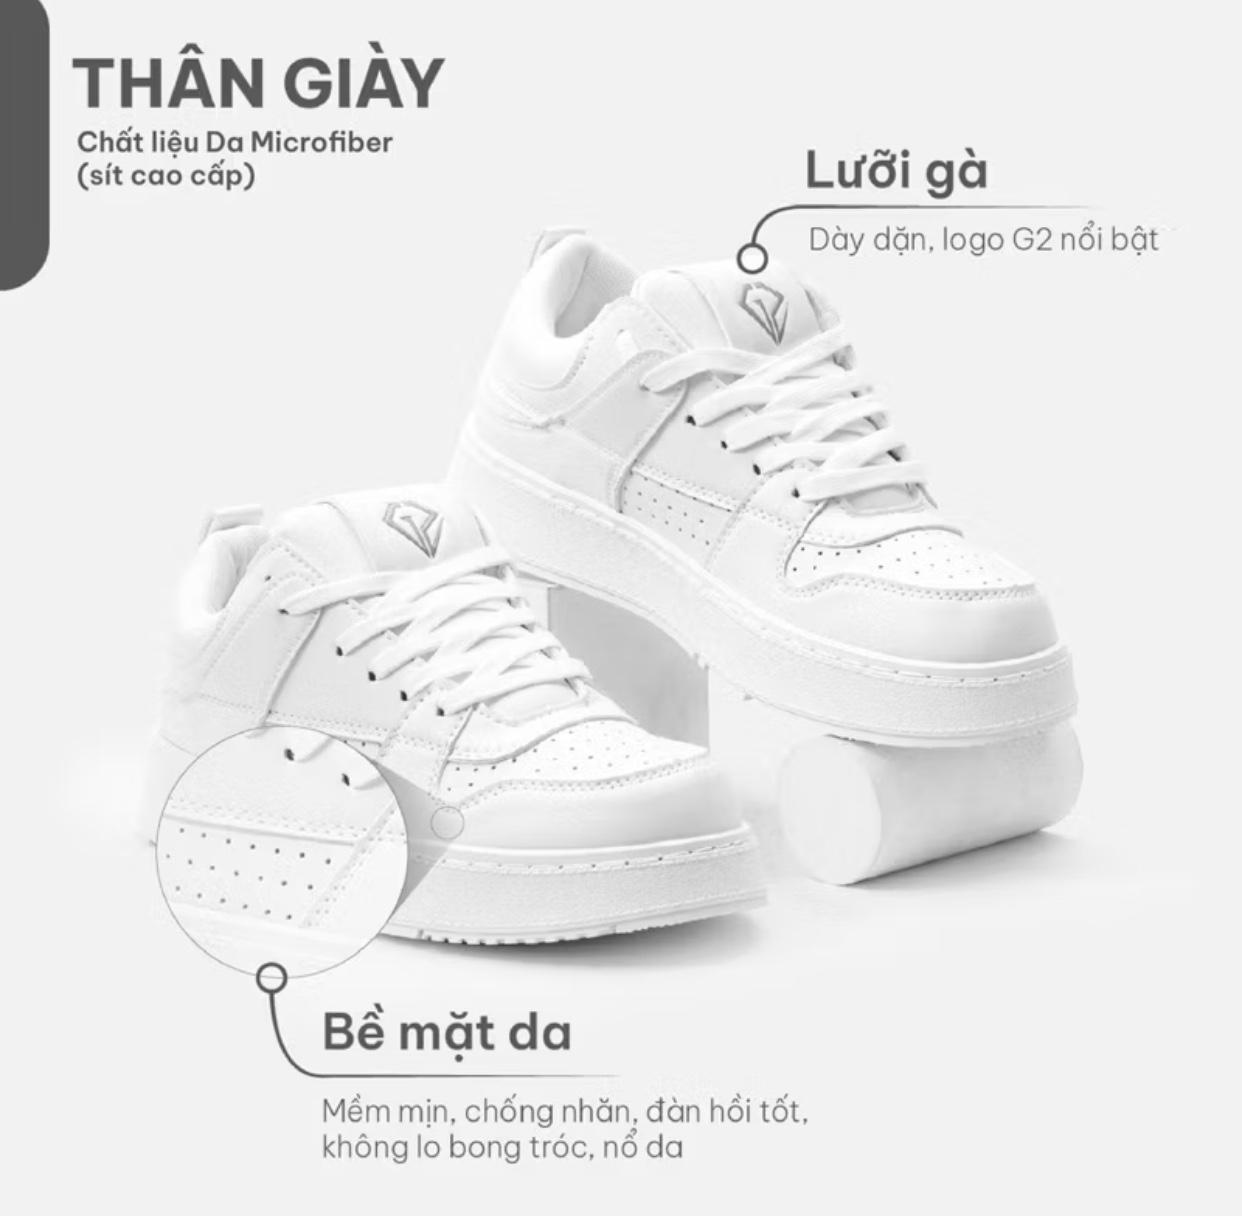 THÂN GIÀY
Chất liệu Da Microfiber
(sít cao cấp)
Lưỡi gà
Dày dặn, logo G2 nổi bật
Bề mặt da
Mềm mịn, chống nhăn, đàn hồi tốt,
không lo bong tróc, nổ da